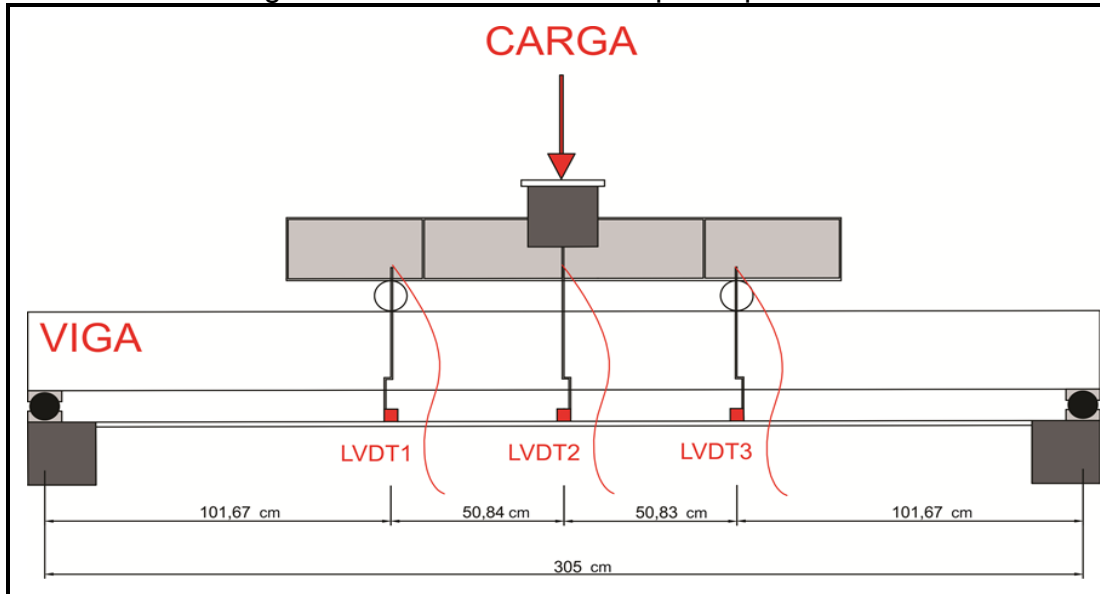 CARGA
VIGA
LVDT1
LVDT2
LVDT3
101,67 cm
50,84 cm
50,83 cm
101,67 cm
305 cm